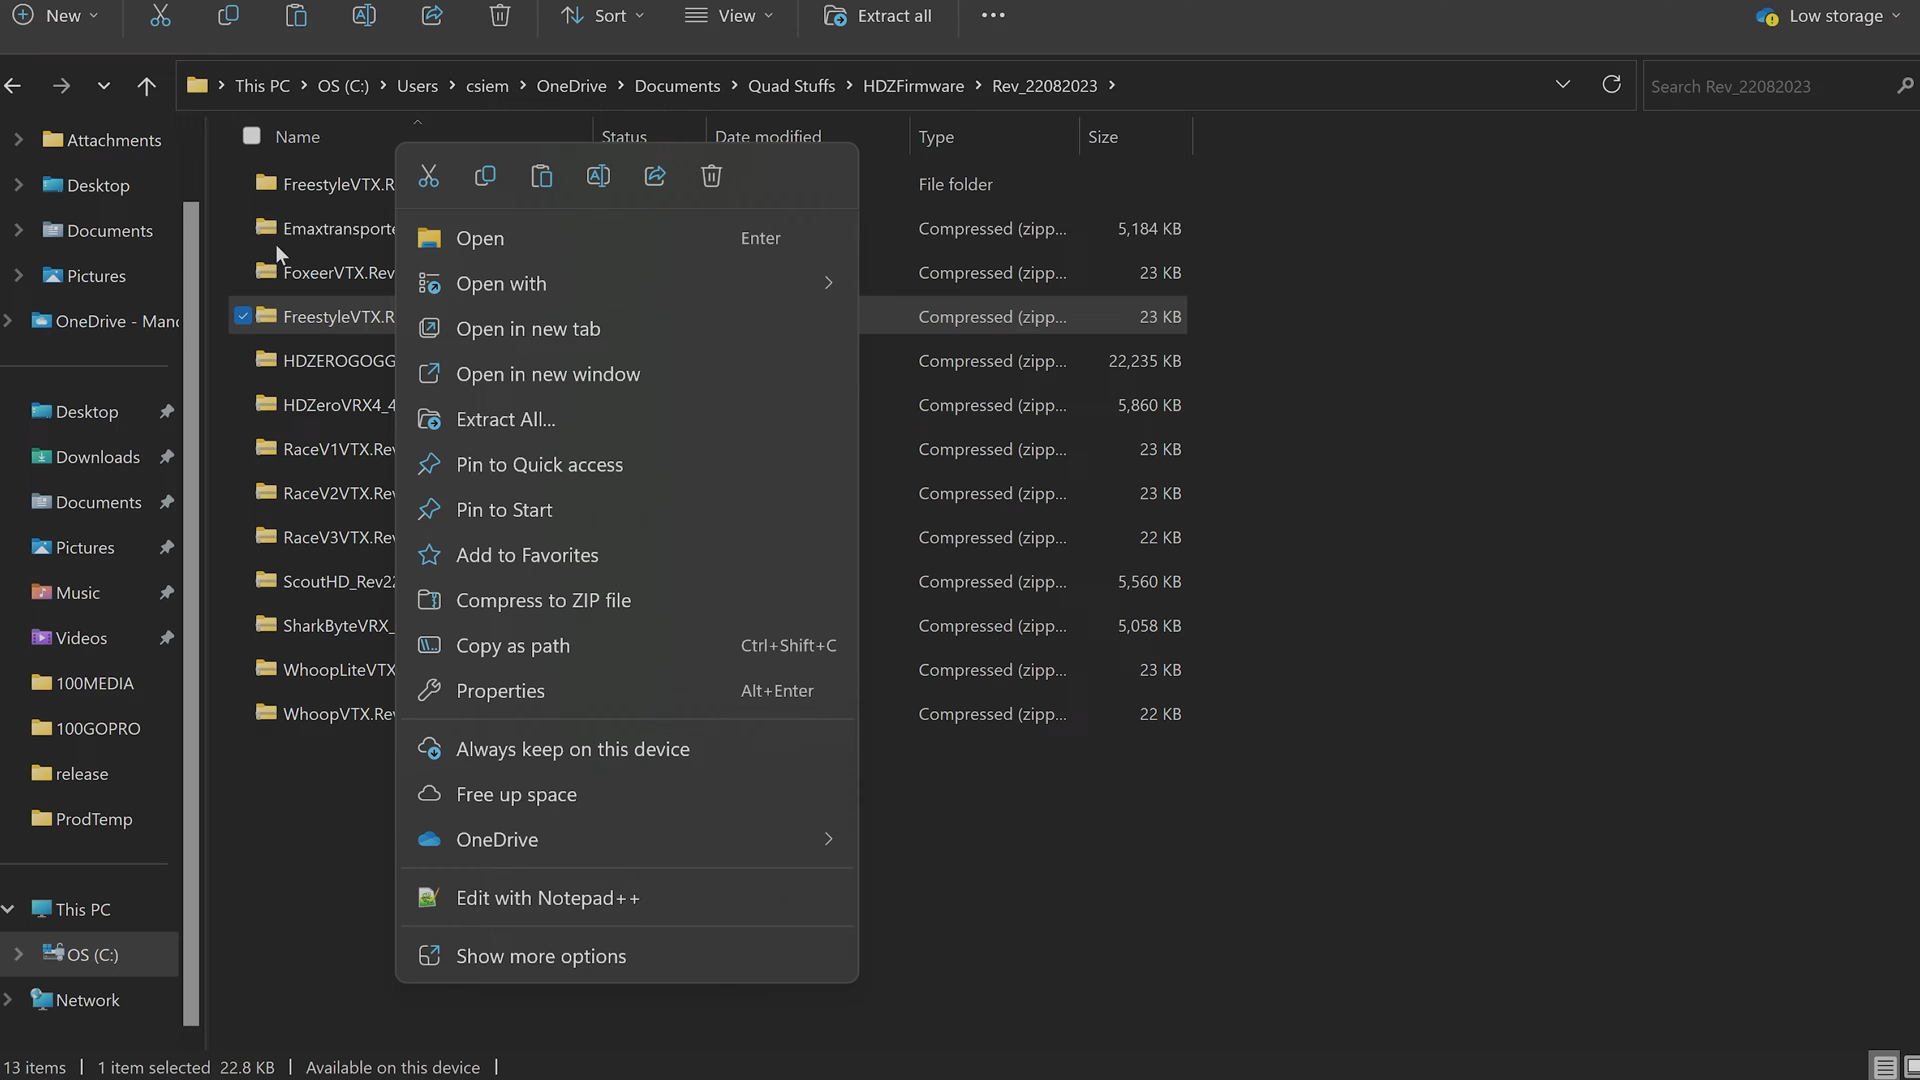 New
Sort
View
Extract all
Low storage
This PC > OS (C:) > Users > csiem > OneDrive > Documents > Quad Stuffs > HDZFirmware > Rev_22082023 >
Search Rev_22082023
Name
Status
Date modified
Type
Size
Attachments
Desktop
Documents
Pictures
OneDrive - Man
Desktop
Downloads
Documents
Pictures
Music
Videos
100MEDIA
100GOPRO
release
ProdTemp
This PC
OS (C:)
Network
FreestyleVTX.R File folder
Emaxtransporte Compressed (zipp... 5,184 KB
FoxeerVTX.Rev Compressed (zipp... 23 KB
FreestyleVTX.R Compressed (zipp... 23 KB
HDZEROGOGG Compressed (zipp... 22,235 KB
HDZeroVRX4_4 Compressed (zipp... 5,860 KB
RaceV1VTX.Rev Compressed (zipp... 23 KB
RaceV2VTX.Rev Compressed (zipp... 23 KB
RaceV3VTX.Rev Compressed (zipp... 22 KB
ScoutHD_Rev22 Compressed (zipp... 5,560 KB
SharkByteVRX_ Compressed (zipp... 5,058 KB
WhoopLiteVTX Compressed (zipp... 23 KB
WhoopVTX.Rev Compressed (zipp... 22 KB
Open Enter
Open with
Open in new tab
Open in new window
Extract All...
Pin to Quick access
Pin to Start
Add to Favorites
Compress to ZIP file
Copy as path Ctrl+Shift+C
Properties Alt+Enter
Always keep on this device
Free up space
OneDrive
Edit with Notepad++
Show more options
13 items | 1 item selected 22.8 KB | Available on this device |